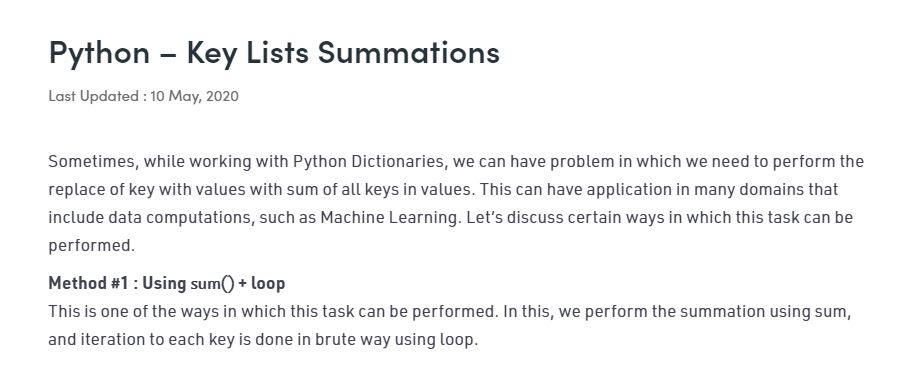 Python – Key Lists Summations
Last Updated : 10 May, 2020
Sometimes, while working with Python Dictionaries, we can have problem in which we need to perform the
replace of key with values with sum of all keys in values. This can have application in many domains that
include data computations, such as Machine Learning. Let’s discuss certain ways in which this task can be
performed.
Method #1 : Using sum() + loop
This is one of the ways in which this task can be performed. In this, we perform the summation using sum,
and iteration to each key is done in brute way using loop.